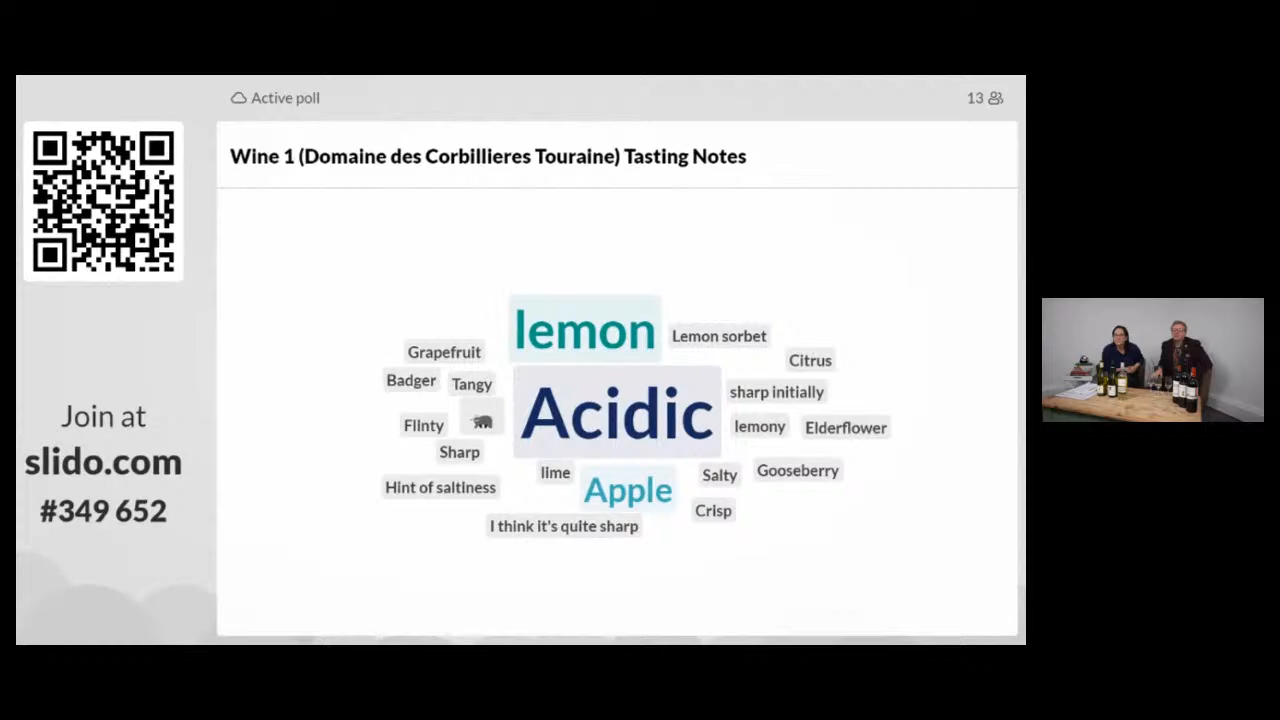 Active poll
13
Wine 1 (Domaine des Corbillieres Touraine) Tasting Notes
Join at
slido.com
#349 652
lemon
Lemon sorbet
Grapefruit
Citrus
Badger
Tangy
Acidic
sharp initially
Flinty
lemony
Elderflower
Sharp
lime
Apple
Salty
Gooseberry
Hint of saltiness
Crisp
I think it's quite sharp